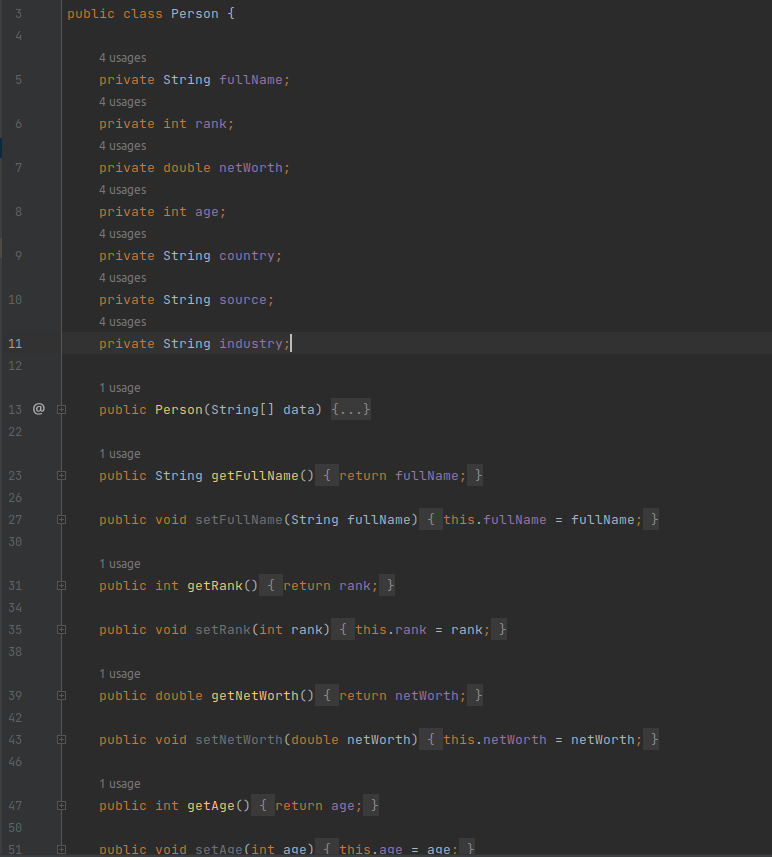 3 public class Person {
4
4 usages
5 private String fullName;
4 usages
6 private int rank;
4 usages
7 private double netWorth;
4 usages
8 private int age;
4 usages
9 private String country;
4 usages
10 private String source;
4 usages
11 private String industry;
12
1 usage
13 @ public Person(String[] data) {...}
22
1 usage
23 public String getFullName() { return fullName; }
26
27 public void setFullName(String fullName) { this.fullName = fullName; }
30
1 usage
31 public int getRank() { return rank; }
34
35 public void setRank(int rank) { this.rank = rank; }
38
1 usage
39 public double getNetWorth() { return netWorth; }
42
43 public void setNetWorth(double netWorth) { this.netWorth = netWorth; }
46
1 usage
47 public int getAge() { return age; }
50
51 public void setAge(int age) { this.age = age; }